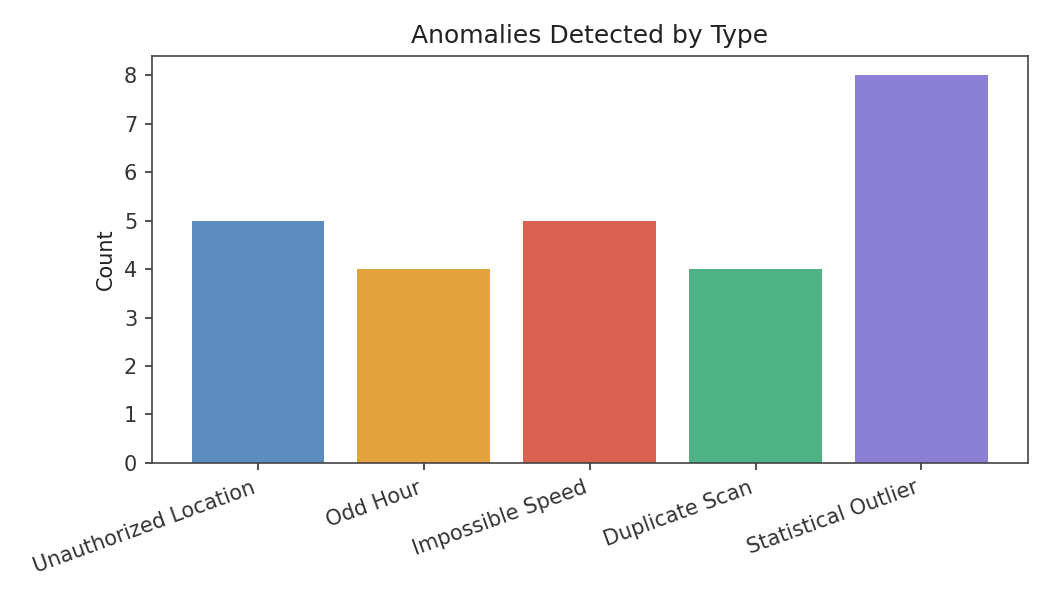 Anomalies Detected by Type
Count
8
7
6
5
4
3
2
1
0
Unauthorized Location
Odd Hour
Impossible Speed
Duplicate Scan
Statistical Outlier